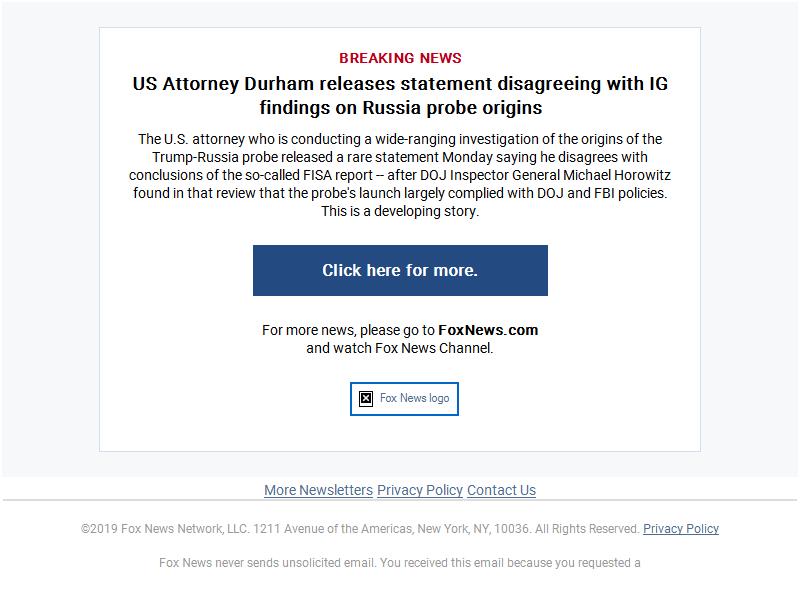 BREAKING NEWS
US Attorney Durham releases statement disagreeing with IG
findings on Russia probe origins
The U.S. attorney who is conducting a wide-ranging investigation of the origins of the
Trump-Russia probe released a rare statement Monday saying he disagrees with
conclusions of the so-called FISA report -- after DOJ Inspector General Michael Horowitz
found in that review that the probe's launch largely complied with DOJ and FBI policies.
This is a developing story.
Click here for more.
For more news, please go to FoxNews.com
and watch Fox News Channel.
Fox News logo
More Newsletters Privacy Policy Contact Us
©2019 Fox News Network, LLC. 1211 Avenue of the Americas, New York, NY, 10036. All Rights Reserved. Privacy Policy
Fox News never sends unsolicited email. You received this email because you requested a